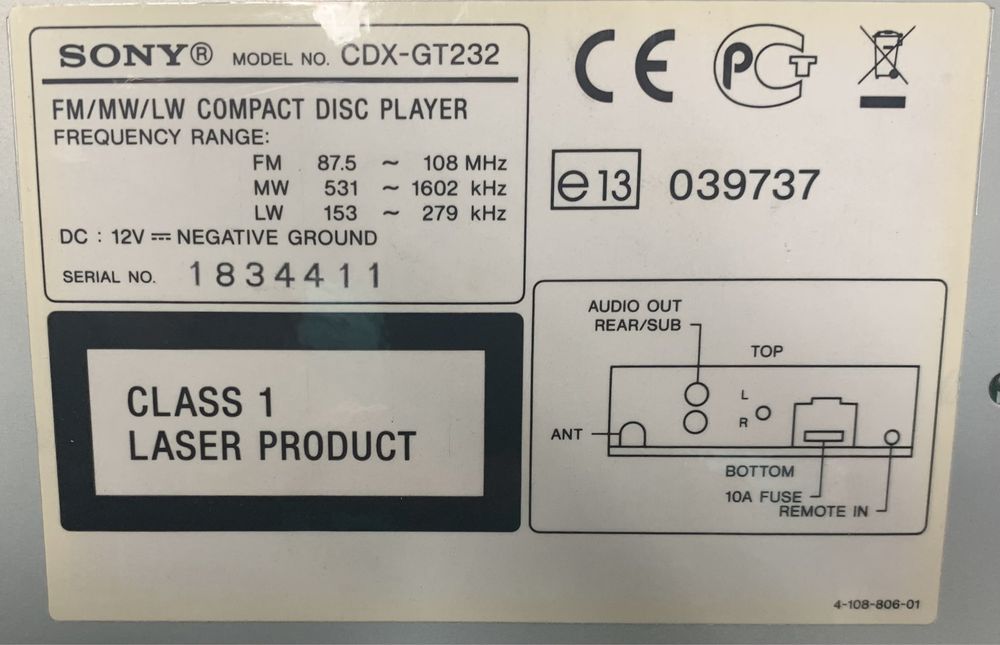 SONY® MODEL NO. CDX-GT232
FM/MW/LW COMPACT DISC PLAYER
FREQUENCY RANGE:
FM 87.5 ~ 108 MHz
MW 531 ~ 1602 kHz
LW 153 ~ 279 kHz
DC : 12V ⎓ NEGATIVE GROUND
SERIAL NO. 1834411
CLASS 1
LASER PRODUCT
CE PCT
e13 039737
AUDIO OUT
REAR/SUB
TOP
L
R
ANT
BOTTOM
10A FUSE
REMOTE IN
4-108-806-01